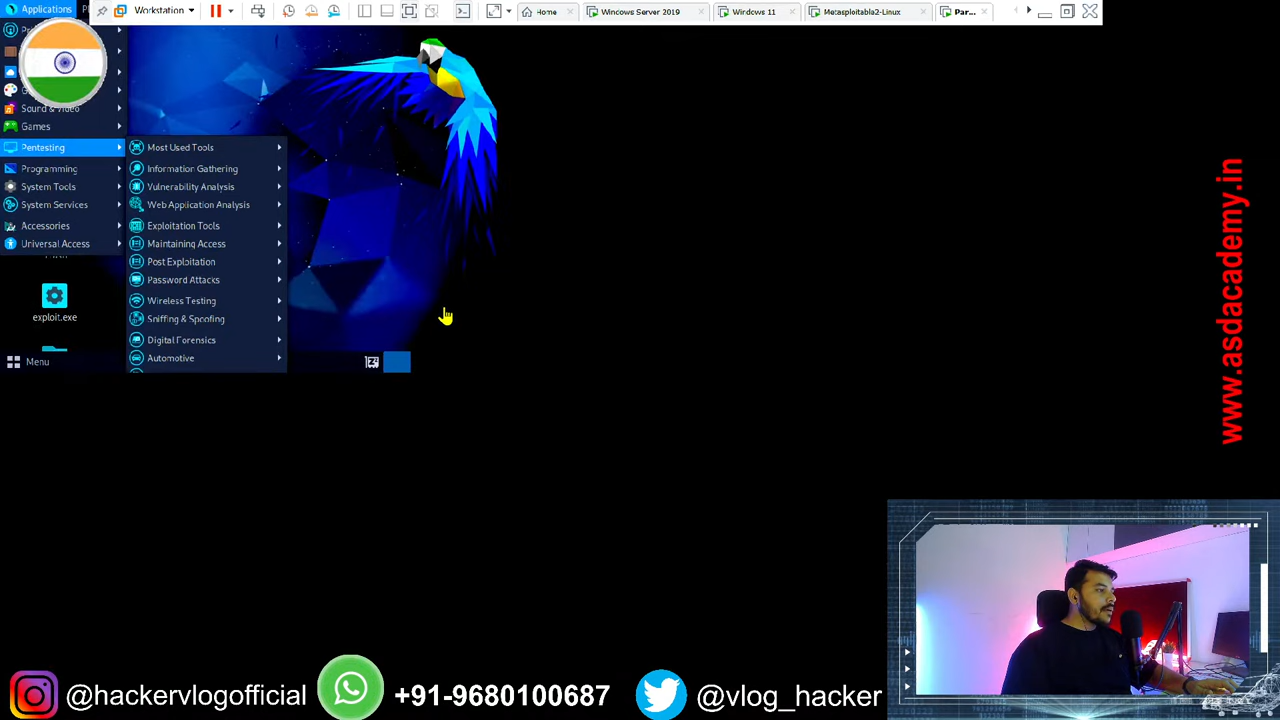 Applications
Workstation
Home
Windows Server 2019
Windows 11
Metasploitable2-Linux
Par...
Sound & Video
Games
Pentesting
Programming
System Tools
System Services
Accessories
Universal Access
Most Used Tools
Information Gathering
Vulnerability Analysis
Web Application Analysis
Exploitation Tools
Maintaining Access
Post Exploitation
Password Attacks
Wireless Testing
Sniffing & Spoofing
Digital Forensics
Automotive
exploit.exe
Menu
www.asdacademy.in
@hackervlogofficial
+91-9680100687
@vlog_hacker